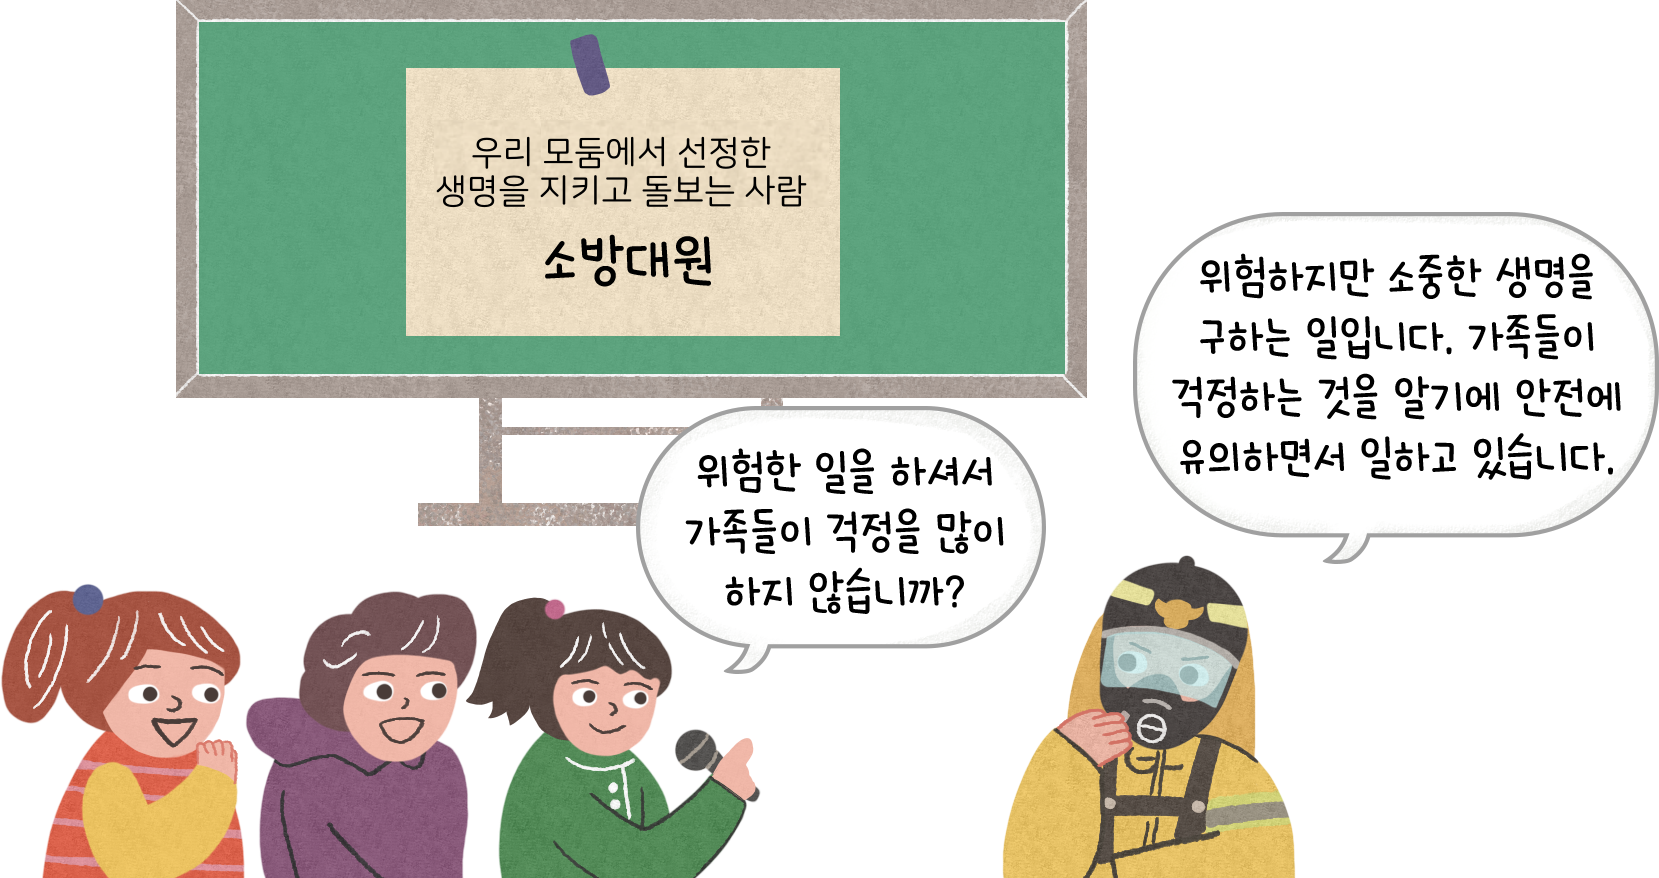 우리 모둠에서 선정한
생명을 지키고 돌보는 사람
소방대원
위험하지만 소중한 생명을
구하는 일입니다. 가족들이
걱정하는 것을 알기에 안전에
유의하면서 일하고 있습니다.
위험한 일을 하셔서
가족들이 걱정을 많이
하지 않습니까?